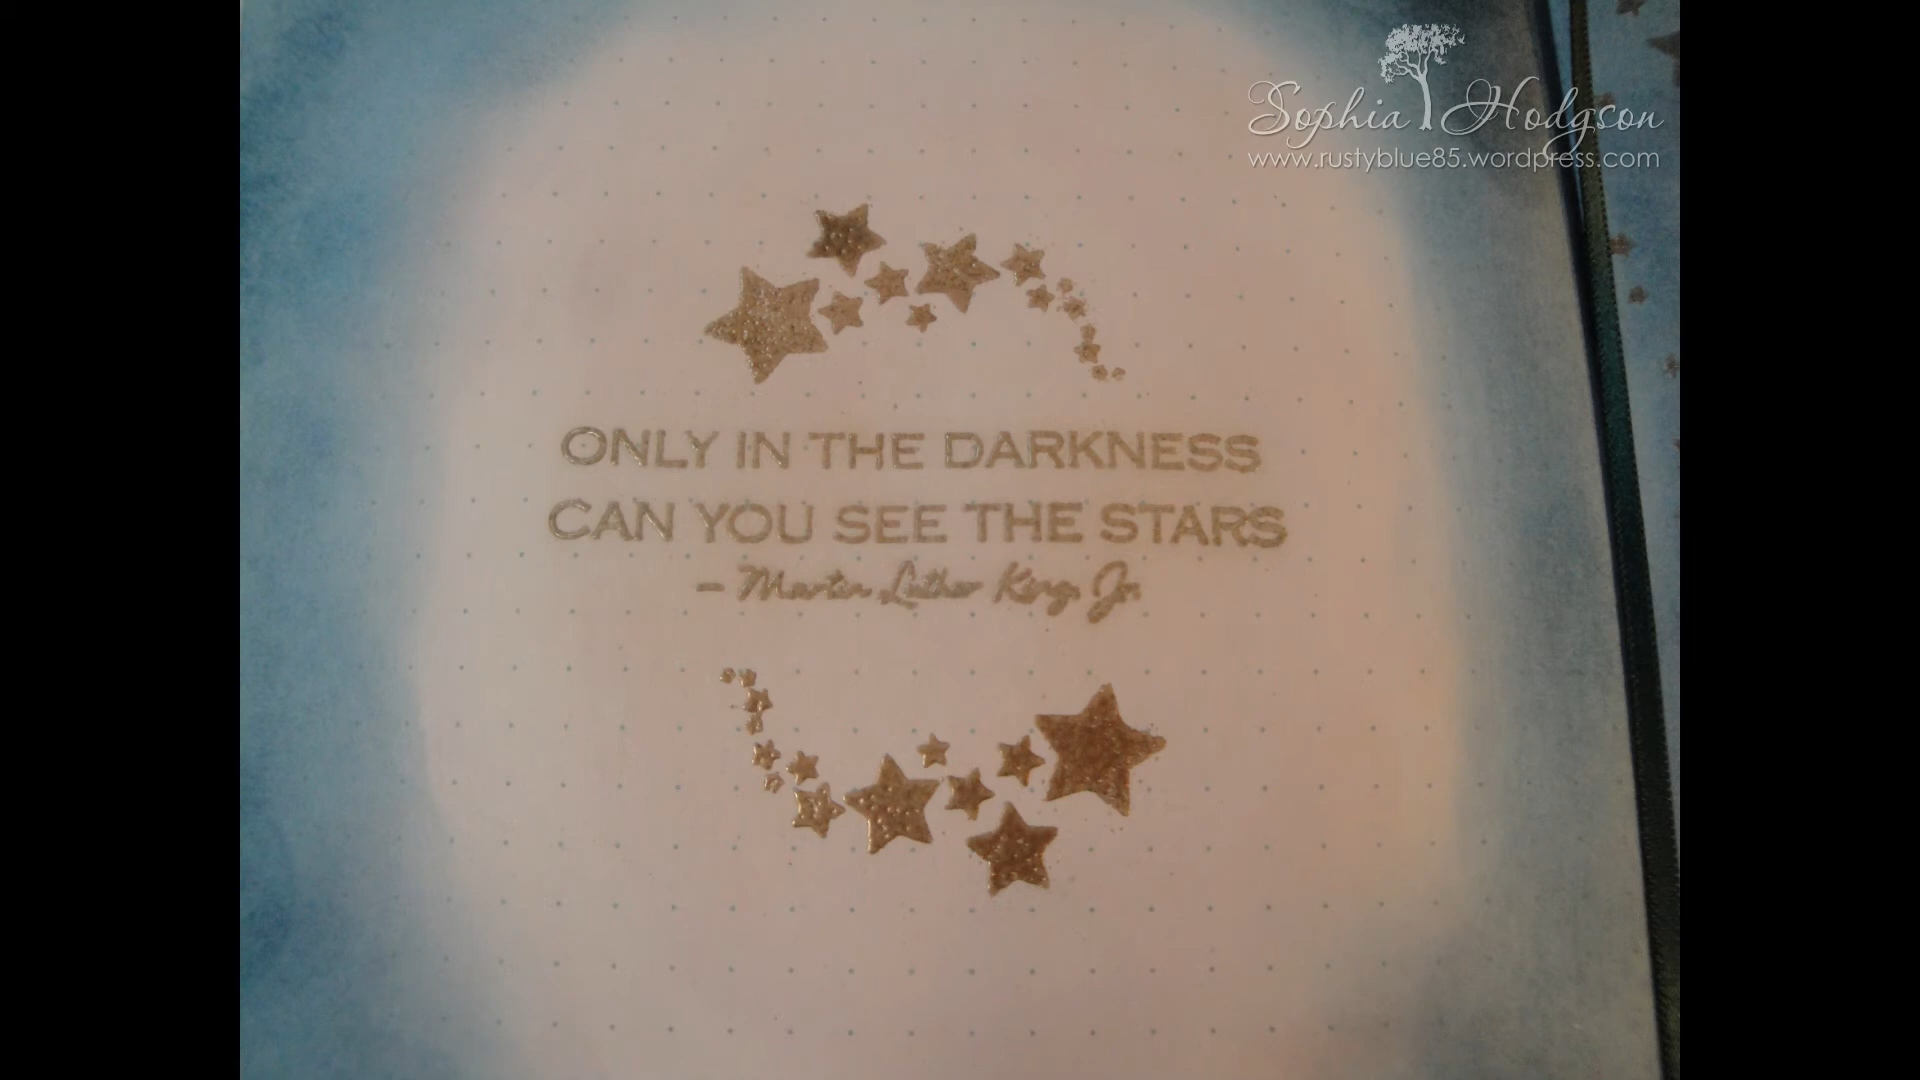 Sophia Hodgson
www.rustyblue85.wordpress.com
ONLY IN THE DARKNESS
CAN YOU SEE THE STARS
- Martin Luther King, Jr.